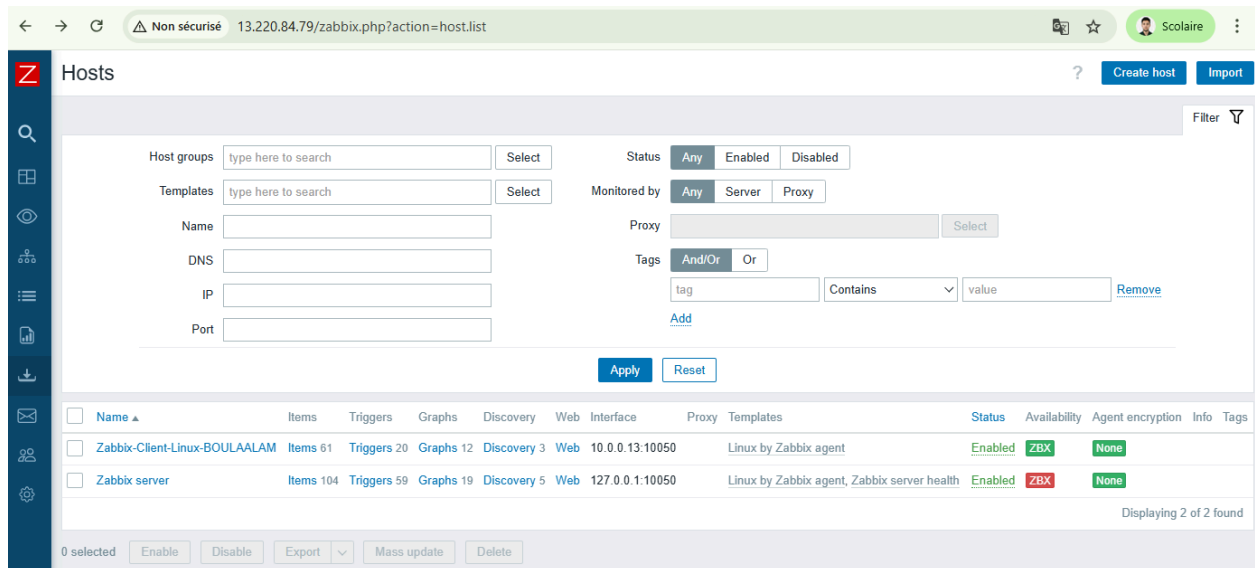 Non sécurisé 13.220.84.79/zabbix.php?action=host.list Scolaire
Z Hosts ? Create host Import
Filter
Host groups type here to search Select Status Any Enabled Disabled
Templates type here to search Select Monitored by Any Server Proxy
Name Proxy Select
DNS Tags And/Or Or
IP tag Contains value Remove
Port Add
Apply Reset
Name Items Triggers Graphs Discovery Web Interface Proxy Templates Status Availability Agent encryption Info Tags
Zabbix-Client-Linux-BOULAALAM Items 61 Triggers 20 Graphs 12 Discovery 3 Web 10.0.0.13:10050 Linux by Zabbix agent Enabled ZBX None
Zabbix server Items 104 Triggers 59 Graphs 19 Discovery 5 Web 127.0.0.1:10050 Linux by Zabbix agent, Zabbix server health Enabled ZBX None
Displaying 2 of 2 found
0 selected Enable Disable Export Mass update Delete